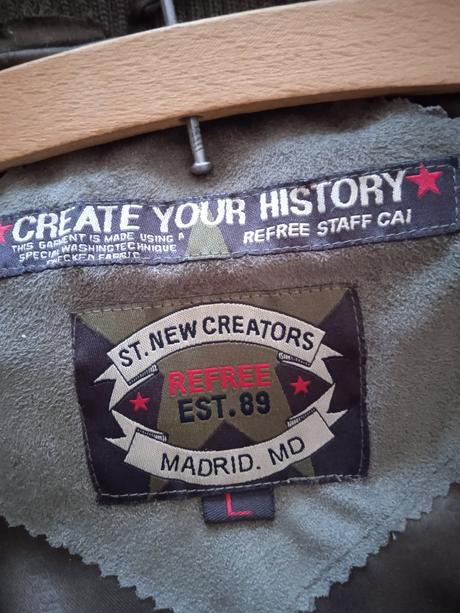 CREATE YOUR HISTORY
THIS GARMENT IS MADE USING A
SPECIAL WASHING TECHNIQUE
REFREE STAFF CAI
ST. NEW CREATORS
REFREE
EST. 89
MADRID. MD
L